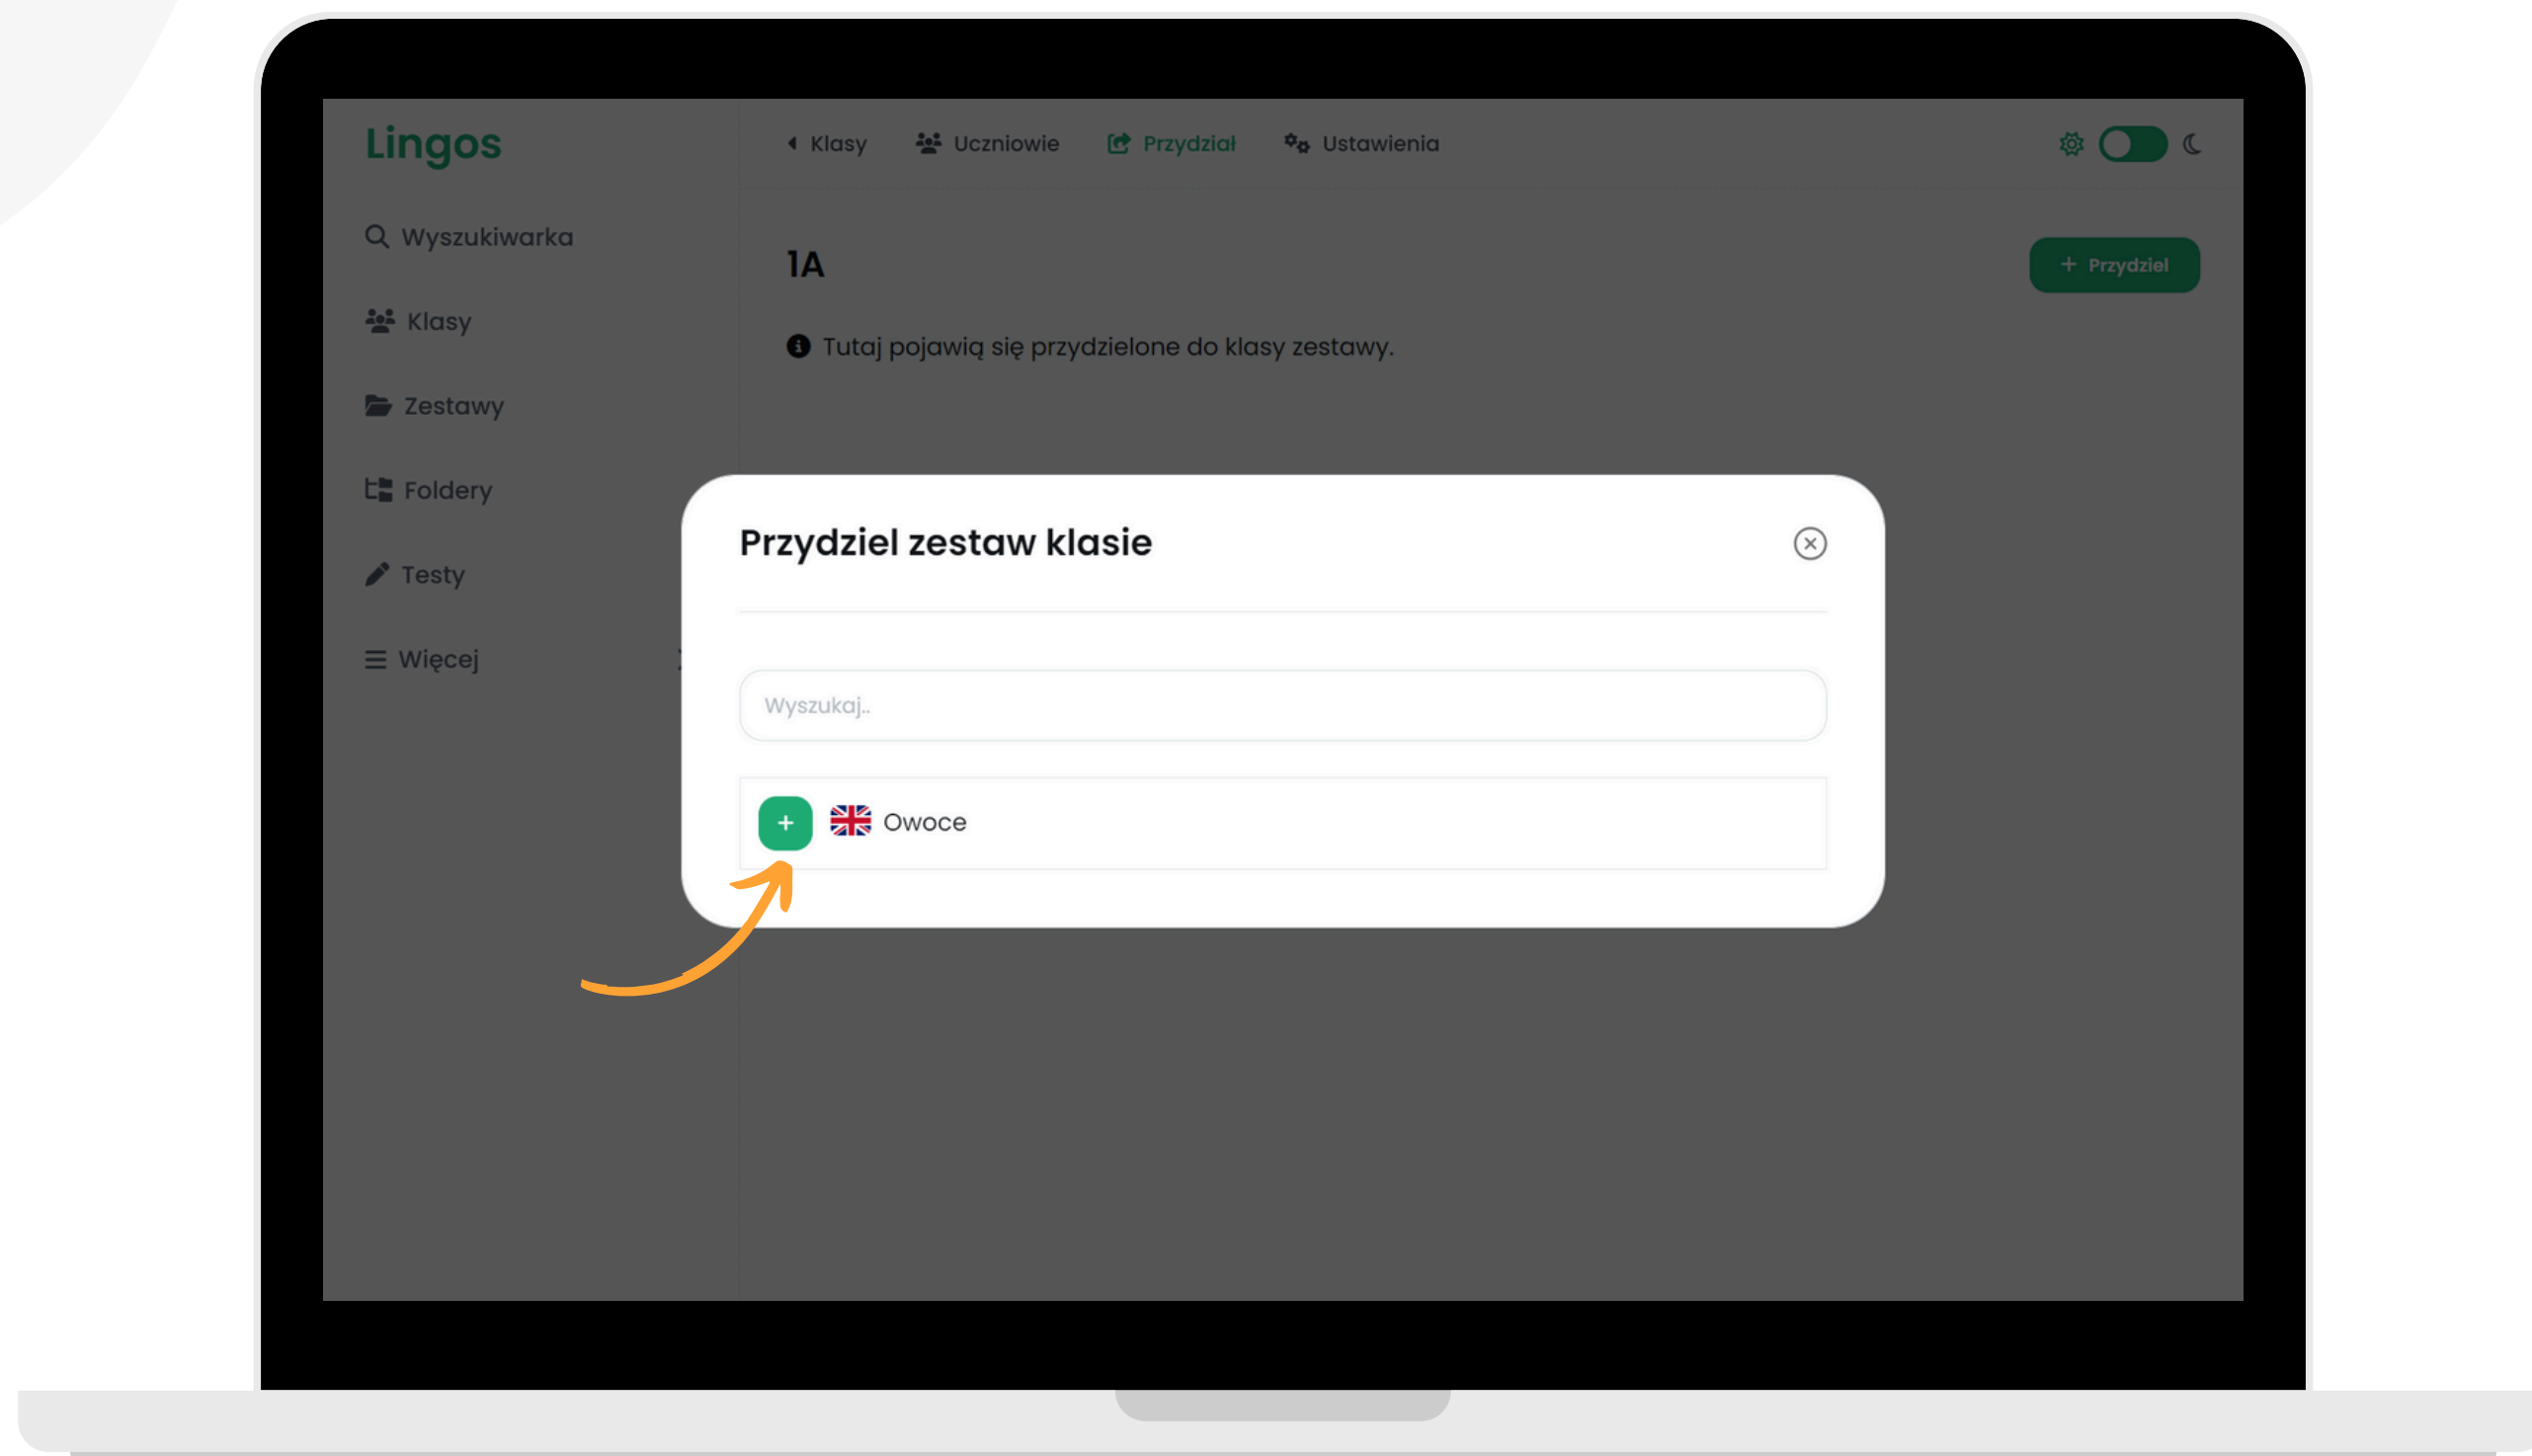 Lingos
Klasy
Uczniowie
Przydział
Ustawienia
Wyszukiwarka
Klasy
Zestawy
Foldery
Testy
Więcej
1A
+ Przydziel
Tutaj pojawią się przydzielone do klasy zestawy.
Przydziel zestaw klasie
Wyszukaj..
+ Owoce